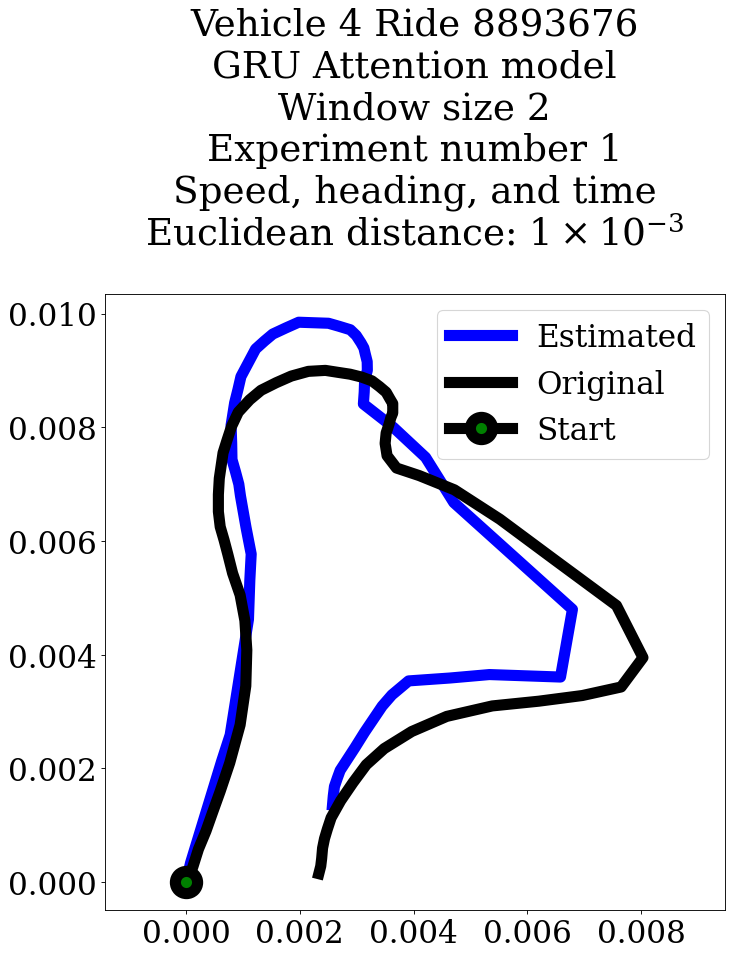 Vehicle 4 Ride 8893676
GRU Attention model
Window size 2
Experiment number 1
Speed, heading, and time
Euclidean distance: 1 × 10⁻³
0.010
0.008
0.006
0.004
0.002
0.000
Estimated
Original
Start
0.000 0.002 0.004 0.006 0.008